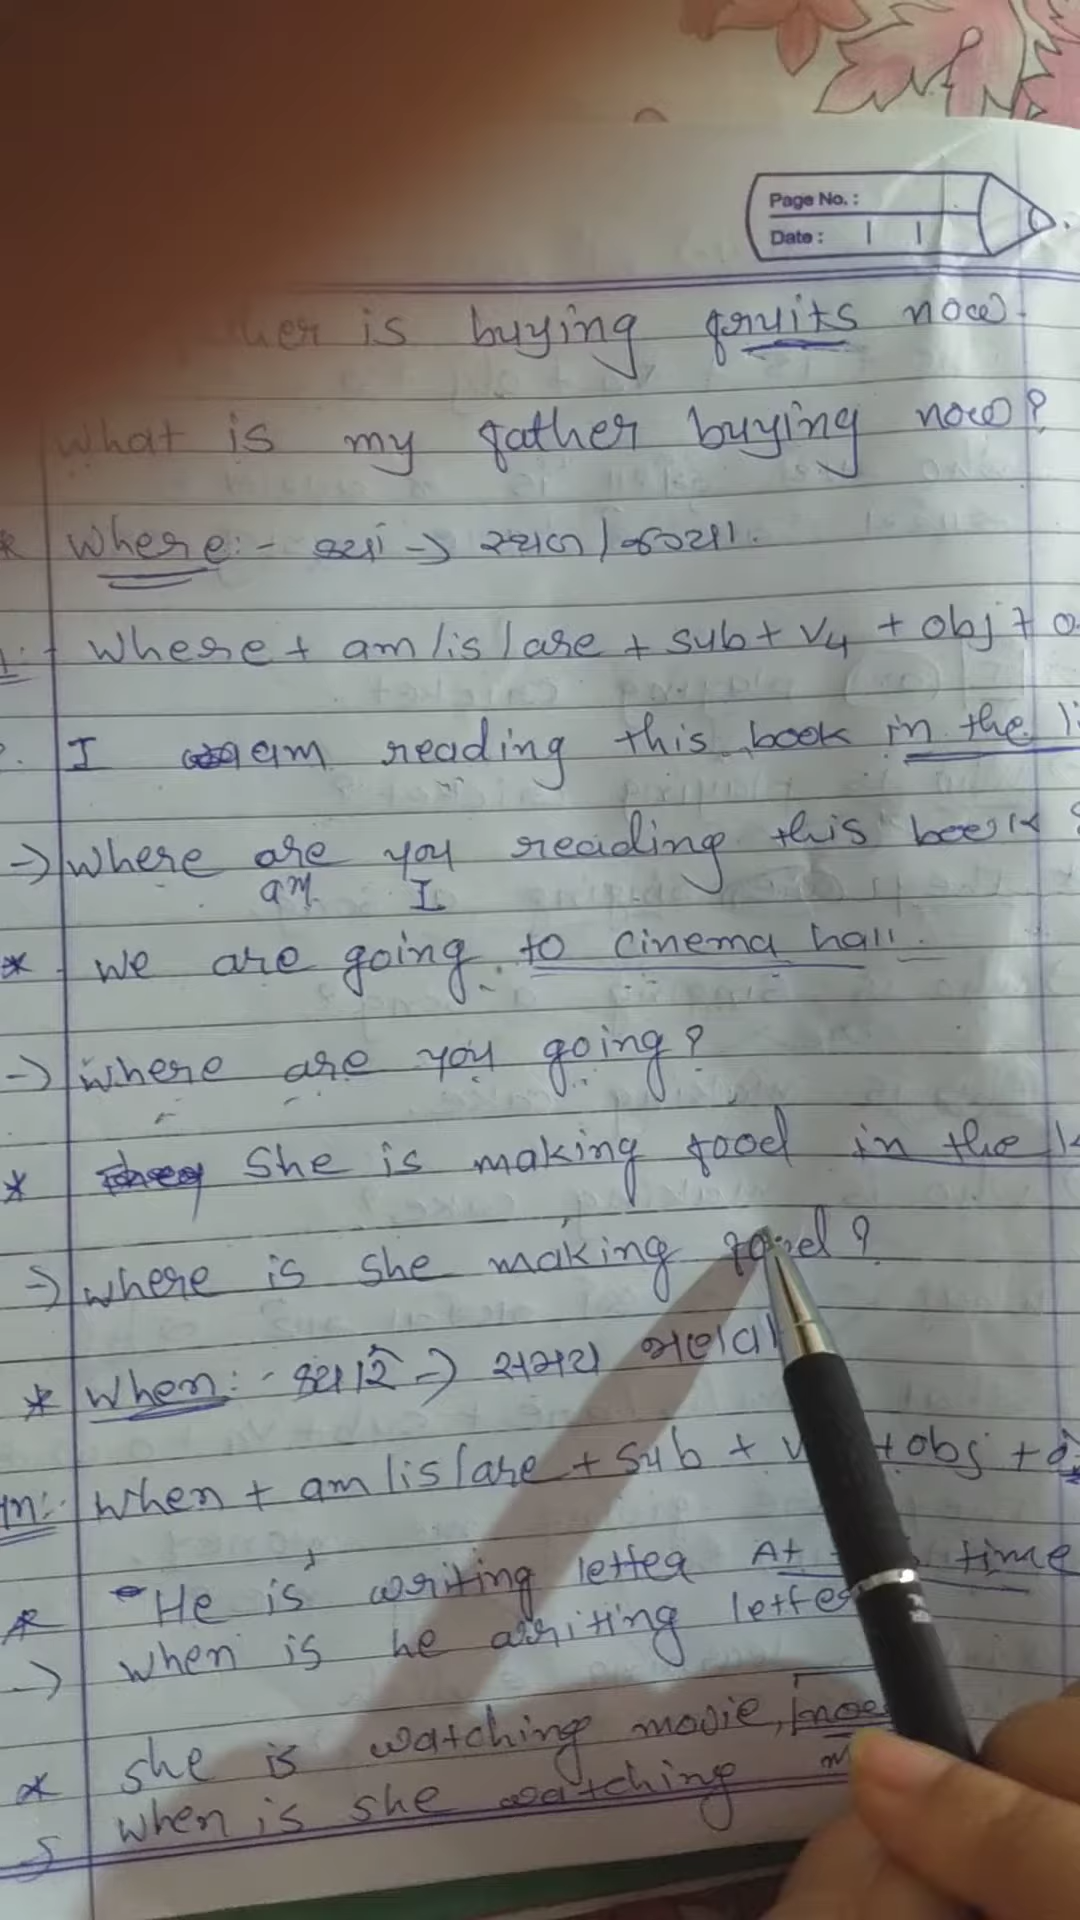 Page No. :
Date :
is buying fruits now.
What is my father buying now?
Where:- ક્યાં → સ્થળ / જગ્યા.
Where + am/is/are + sub + V4 + obj +
I am reading this book in the
→ Where are you reading this book
am I
* We are going to cinema hall.
→ Where are you going?
* She is making food in the
→ Where is she making food?
* When:- ક્યારે → સમય
When + am/is/are + sub + + obj +
* He is writing letter At time
→ When is he writing letter
* she is watching movie,
→ When is she watching